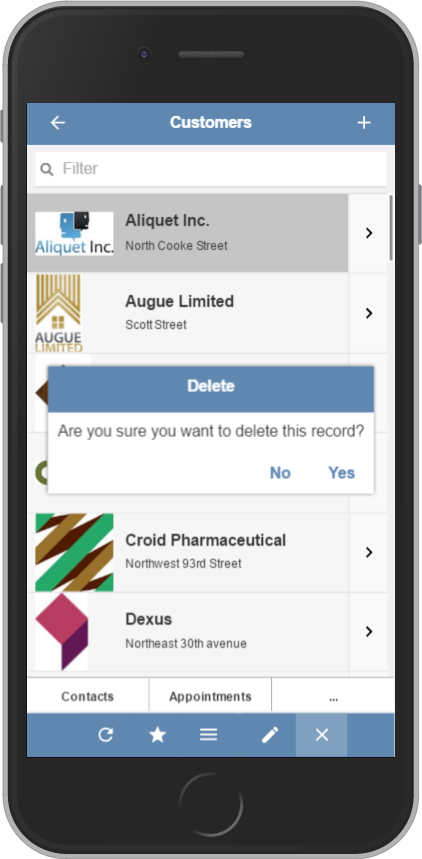 Customers
Filter
Aliquet Inc.
Aliquet Inc.
North Cooke Street
Augue Limited
Scott Street
AUGUE
LIMITED
Delete
Are you sure you want to delete this record?
No
Yes
Croid Pharmaceutical
Northwest 93rd Street
Dexus
Northeast 30th avenue
Contacts
Appointments
...